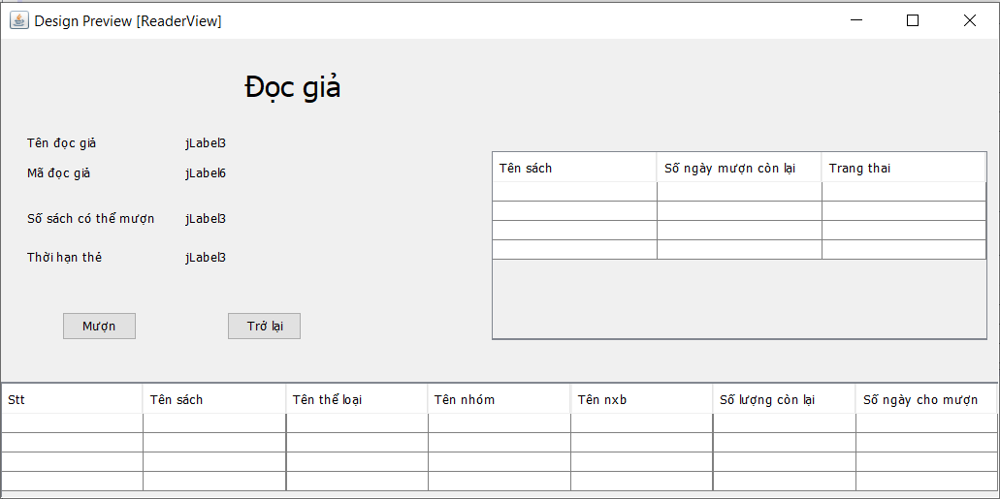 Design Preview [ReaderView]
Đọc giả
Tên đọc giả jLabel3
Mã đọc giả jLabel6
Số sách có thể mượn jLabel3
Thời hạn thẻ jLabel3
Mượn Trở lại
Tên sách Số ngày mượn còn lại Trang thai
Stt Tên sách Tên thể loại Tên nhóm Tên nxb Số lượng còn lại Số ngày cho mượn